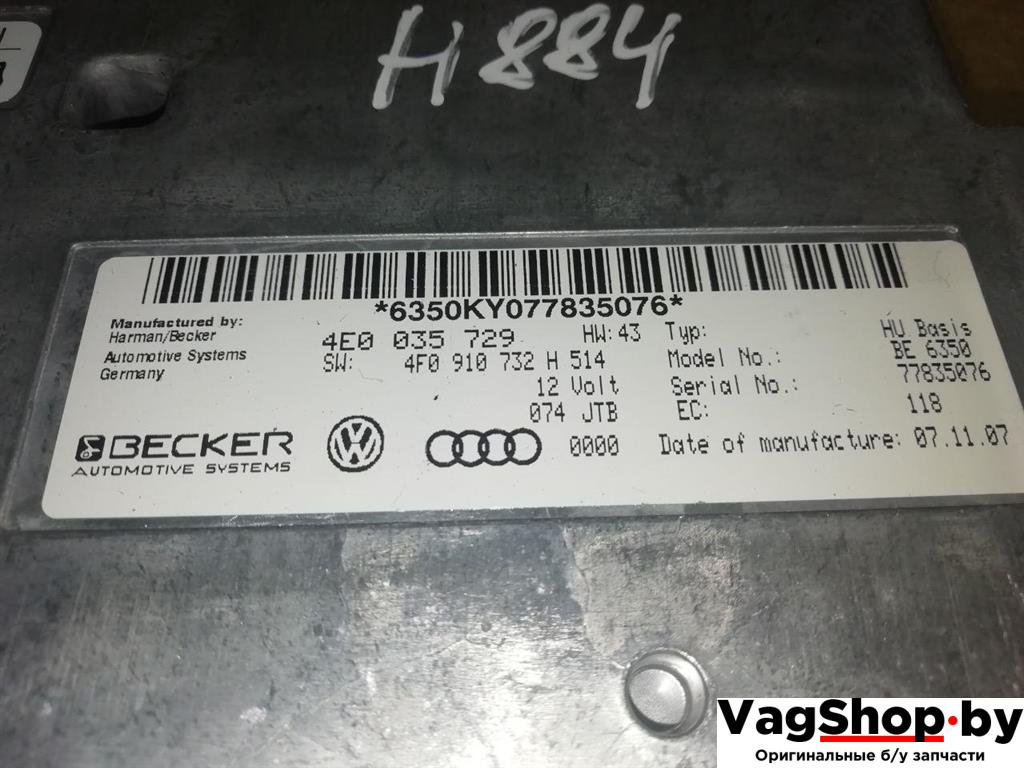 H884
*6350KY077835076*
Manufactured by:
Harman/Becker
Automotive Systems
Germany
4E0 035 729 HW:43
SW: 4F0 910 732 H 514
12 Volt
074 JTB
0000
Typ: HU Basis
Model No.: BE 6350
Serial No.: 77835076
EC: 118
Date of manufacture: 07.11.07
BECKER
AUTOMOTIVE SYSTEMS
VagShop.by
Оригинальные б/у запчасти